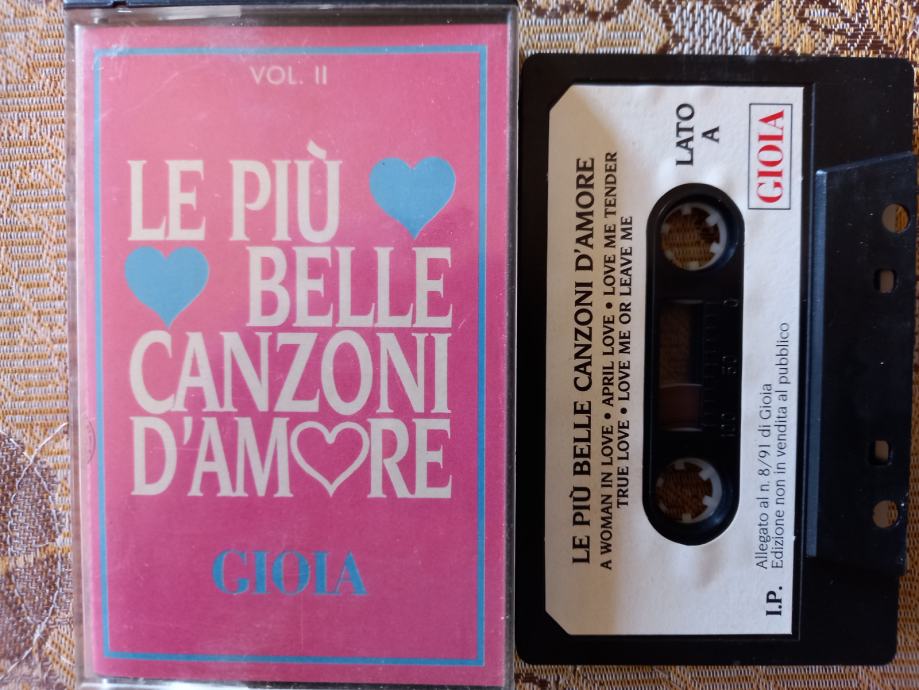 VOL. II
LE PIÙ
BELLE
CANZONI
D'AMORE
GIOIA
LE PIÙ BELLE CANZONI D'AMORE
A WOMAN IN LOVE • APRIL LOVE • LOVE ME TENDER
TRUE LOVE • LOVE ME OR LEAVE ME
LATO
A
GIOIA
I.P.
Allegato al n. 8/91 di Gioia
Edizione non in vendita al pubblico